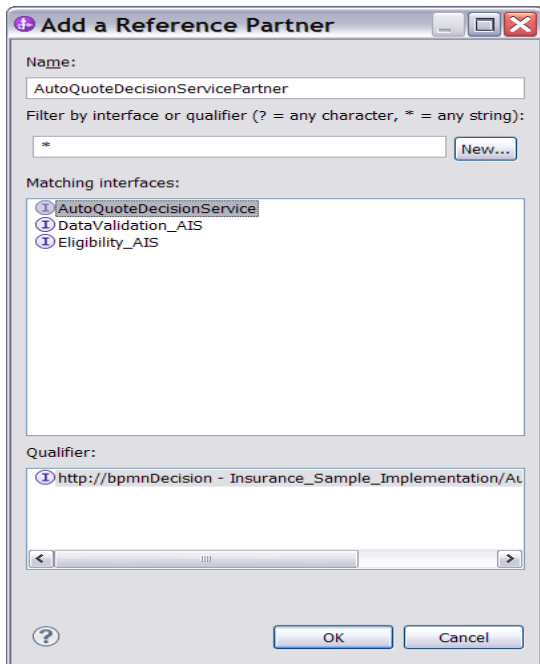 Add a Reference Partner
Name:
AutoQuoteDecisionServicePartner
Filter by interface or qualifier (? = any character, * = any string):
*
New...
Matching interfaces:
AutoQuoteDecisionService
DataValidation_AIS
Eligibility_AIS
Qualifier:
http://bpmnDecision - Insurance_Sample_Implementation/Au
OK
Cancel